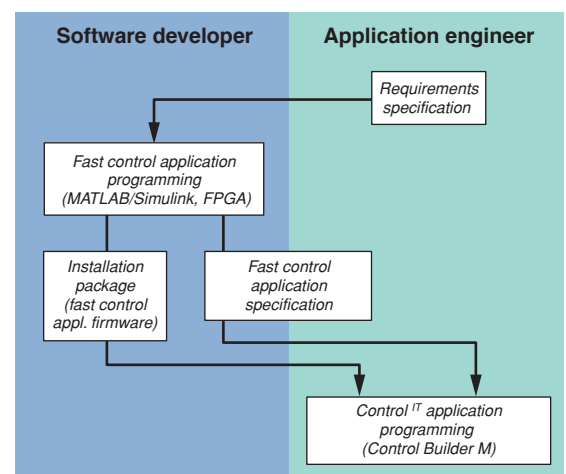 Software developer
Application engineer
Requirements
specification
Fast control application
programming
(MATLAB/Simulink, FPGA)
Installation
package
(fast control
appl. firmware)
Fast control
application
specification
Control IT application
programming
(Control Builder M)